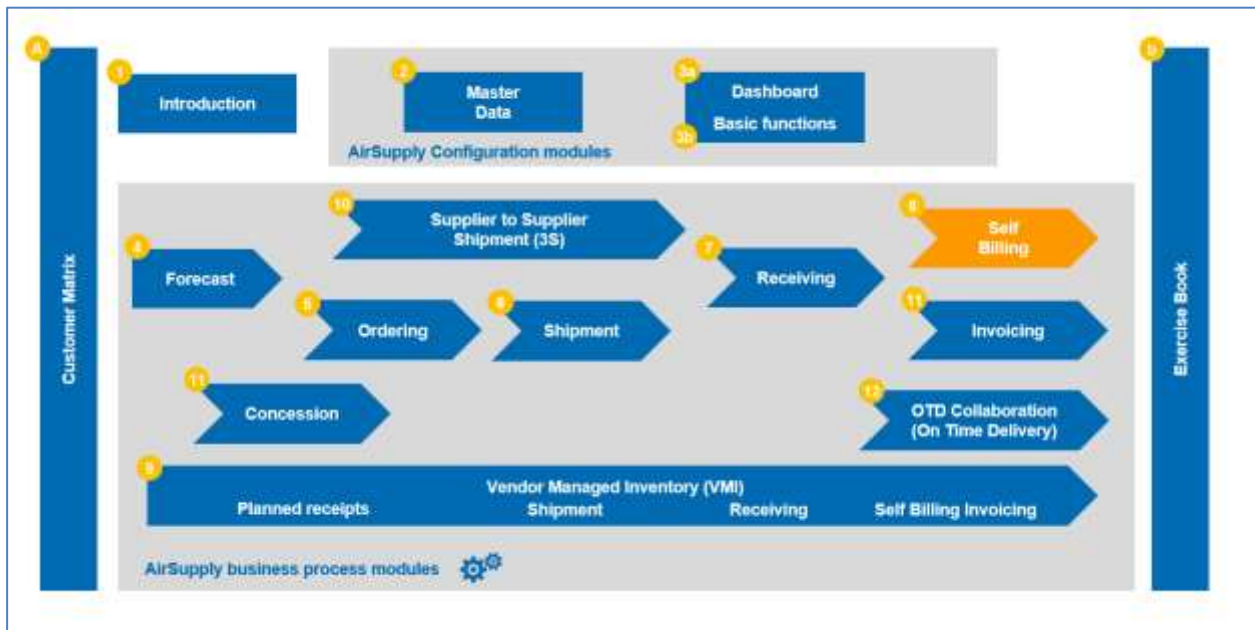 A
Customer Matrix
1
Introduction
2
Master
Data
3a
Dashboard
Basic functions
3b
AirSupply Configuration modules
10
Supplier to Supplier
Shipment (3S)
4
Forecast
5
Ordering
6
Shipment
7
Receiving
8
Self
Billing
11
Invoicing
11
Concession
12
OTD Collaboration
(On Time Delivery)
9
Vendor Managed Inventory (VMI)
Planned receipts Shipment Receiving Self Billing Invoicing
AirSupply business process modules
b
Exercise Book